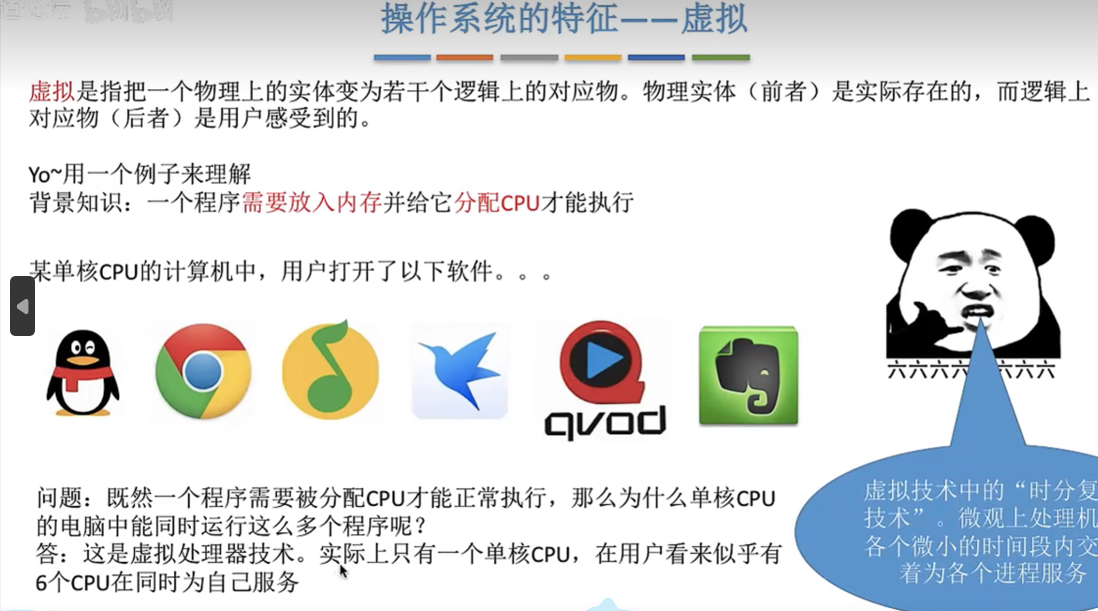 操作系统的特征——虚拟
虚拟是指把一个物理上的实体变为若干个逻辑上的对应物。物理实体（前者）是实际存在的，而逻辑上
对应物（后者）是用户感受到的。
Yo~用一个例子来理解
背景知识：一个程序需要放入内存并给它分配CPU才能执行
某单核CPU的计算机中，用户打开了以下软件。。。
qvod
六六六六 六六六
问题：既然一个程序需要被分配CPU才能正常执行，那么为什么单核CPU
的电脑中能同时运行这么多个程序呢？
答：这是虚拟处理器技术。实际上只有一个单核CPU，在用户看来似乎有
6个CPU在同时为自己服务
虚拟技术中的“时分复
技术”。微观上处理机
各个微小的时间段内交
着为各个进程服务